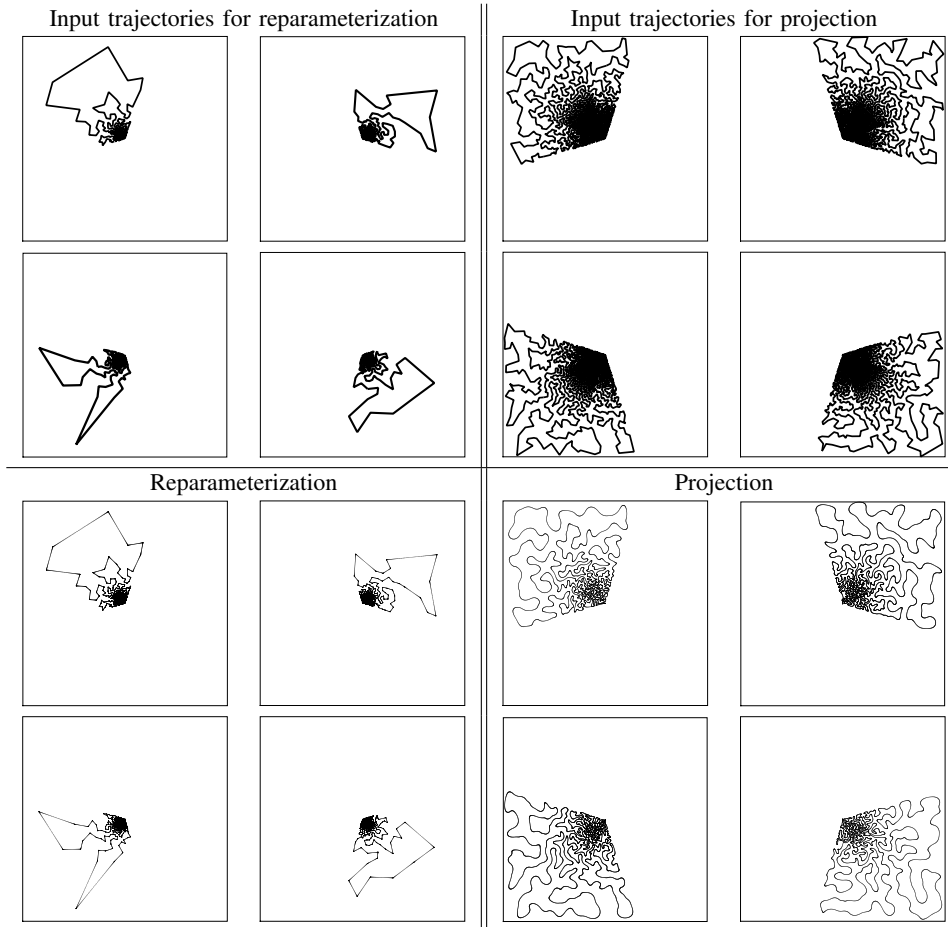 Input trajectories for reparameterization
Input trajectories for projection
Reparameterization
Projection